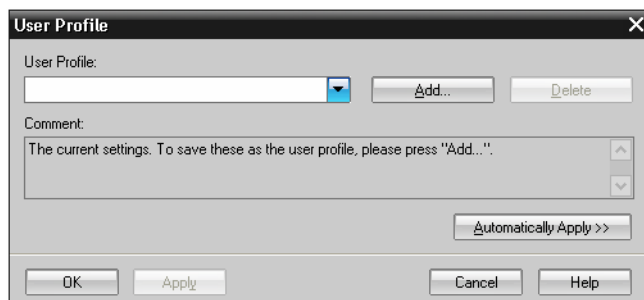 User Profile
User Profile:
Add...
Delete
Comment:
The current settings. To save these as the user profile, please press "Add...".
Automatically Apply >>
OK
Apply
Cancel
Help